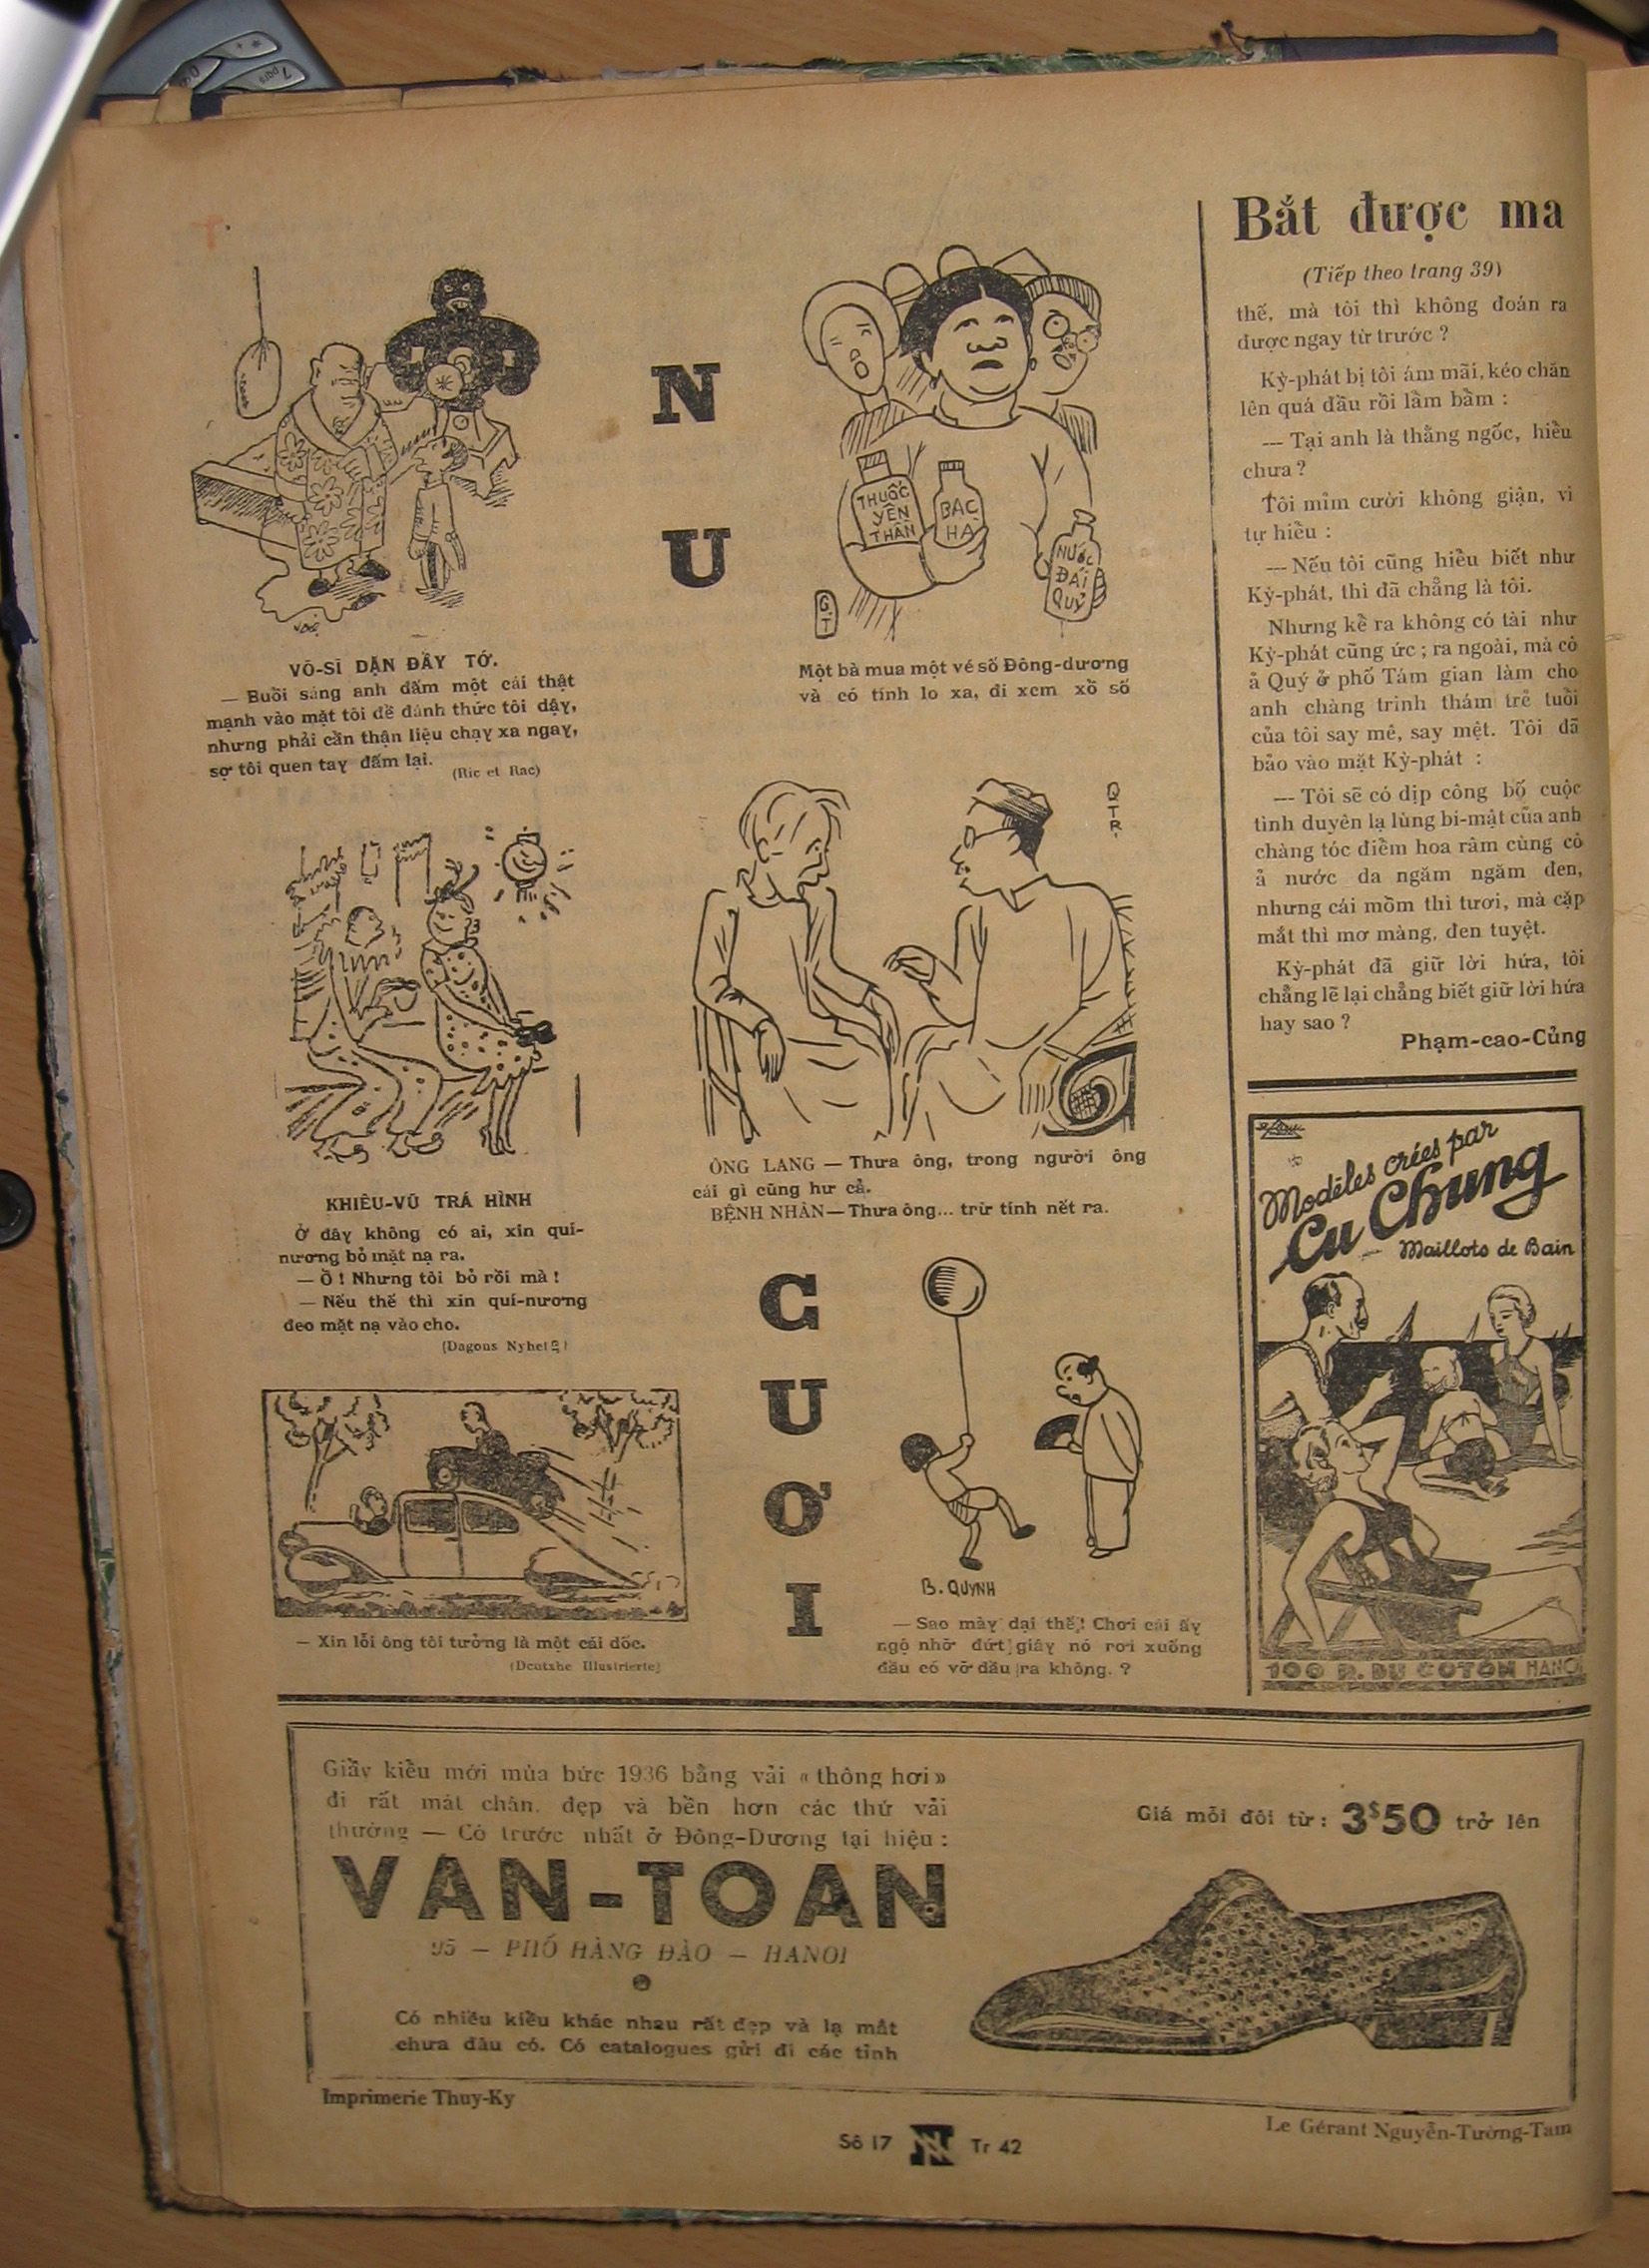 N
Ụ
THUỐC
YÊN
THẦN
BẠC
HÀ
NƯỚC
ĐÁI
QUỶ
G.T
VÕ-SĨ DẶN ĐẦY TỚ.
— Buổi sáng anh đấm một cái thật
mạnh vào mặt tôi để đánh thức tôi dậy,
nhưng phải cẩn thận liệu chạy xa ngay,
sợ tôi quen tay đấm lại.
(Ric et Rac)
Một bà mua một vé số Đông-dương
và có tính lo xa, đi xem xổ số
QTR.
KHIÊU-VŨ TRÁ HÌNH
Ở đây không có ai, xin quí-
nương bỏ mặt nạ ra.
— Ồ ! Nhưng tôi bỏ rồi mà !
— Nếu thế thì xin quí-nương
đeo mặt nạ vào cho.
(Dagens Nyhet
ÔNG LANG — Thưa ông, trong người ông
cái gì cũng hư cả.
BỆNH NHÂN — Thưa ông... trừ tính nết ra.
C
U
Ờ
I
— Xin lỗi ông tôi tưởng là một cái dốc.
(Deutshe Illustrierte)
B. QUYNH
— Sao mày dại thế ! Chơi cái ấy
ngộ nhỡ đứt giây nó rơi xuống
đầu có vỡ đầu ra không. ?
Bắt được ma
(Tiếp theo trang 39)
thế, mà tôi thì không đoán ra
được ngay từ trước ?
Kỳ-phát bị tôi ám mãi, kéo chăn
lên quá đầu rồi lầm bầm :
— Tại anh là thằng ngốc, hiểu
chưa ?
Tôi mỉm cười không giận, vì
tự hiểu :
— Nếu tôi cũng hiểu biết như
Kỳ-phát, thì đã chẳng là tôi.
Nhưng kể ra không có tài như
Kỳ-phát cũng ức ; ra ngoài, mà cô
ả Quý ở phố Tám gian làm cho
anh chàng trinh thám trẻ tuổi
của tôi say mê, say mệt. Tôi đã
bảo vào mặt Kỳ-phát :
— Tôi sẽ có dịp công bố cuộc
tình duyên lạ lùng bí-mật của anh
chàng tóc điểm hoa râm cùng cô
ả nước da ngăm ngăm đen,
nhưng cái mồm thì tươi, mà cặp
mắt thì mơ màng, đen tuyệt.
Kỳ-phát đã giữ lời hứa, tôi
chẳng lẽ lại chẳng biết giữ lời hứa
hay sao ?
Phạm-cao-Củng
Modèles crées par
Cu Chung
— Maillots de Bain
100 R. DU COTON HANOI
Giầy kiểu mới mùa bức 1936 bằng vải « thông hơi »
đi rất mát chân, đẹp và bền hơn các thứ vải
thường — Có trước nhất ở Đông-Dương tại hiệu :
VAN-TOAN
95 — PHỐ HÀNG ĐÀO — HANOI
Có nhiều kiểu khác nhau rất đẹp và lạ mắt
chưa đâu có. Có catalogues gửi đi các tỉnh
Giá mỗi đôi từ : 3$50 trở lên
Imprimerie Thuy-Ky
Le Gérant Nguyễn-Tường-Tam
Số 17
Tr 42